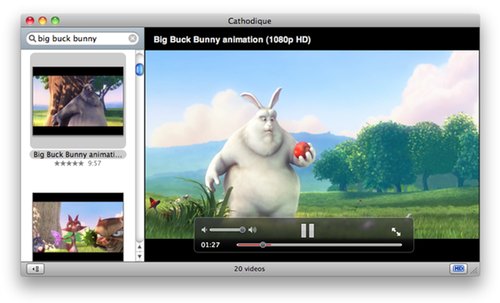 Cathodique
big buck bunny
Big Buck Bunny animation (1080p HD)
Big Buck Bunny animati...
9:57
01:27
20 videos
HD